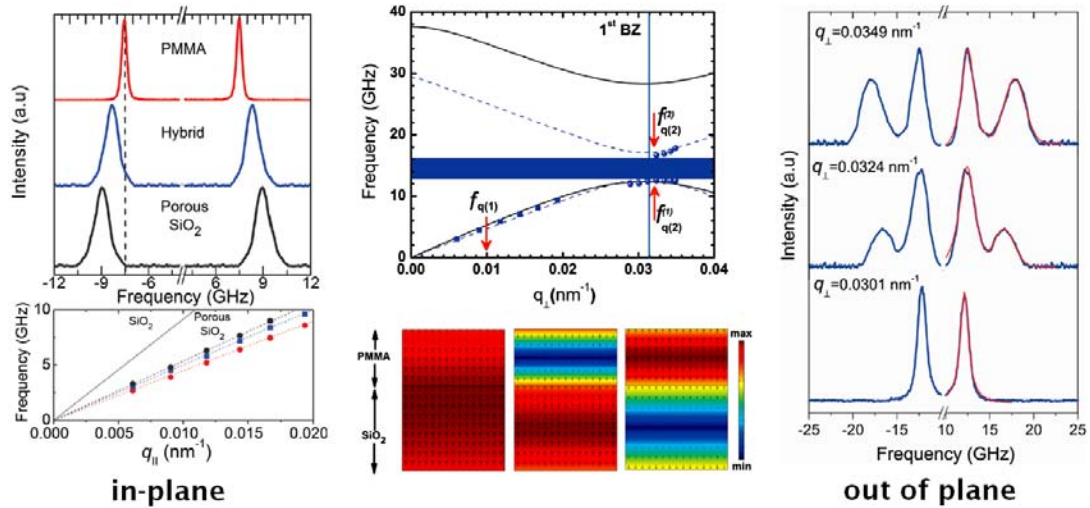 PMMA
Hybrid
Porous
SiO2
Intensity (a.u)
-12 -9 -6 6 9 12
Frequency (GHz)
10
5
0
Frequency (GHz)
SiO2
Porous
SiO2
0.000 0.005 0.010 0.015 0.020
q|| (nm-1)
in-plane
40
30
20
10
0
Frequency (GHz)
1st BZ
f(2)q(2)
fq(1)
f(1)q(2)
0.00 0.01 0.02 0.03 0.04
q⊥(nm-1)
PMMA
SiO2
max
min
q⊥=0.0349 nm-1
q⊥=0.0324 nm-1
q⊥=0.0301 nm-1
Intensity (a.u)
-25 -20 -15 10 15 20 25
Frequency (GHz)
out of plane